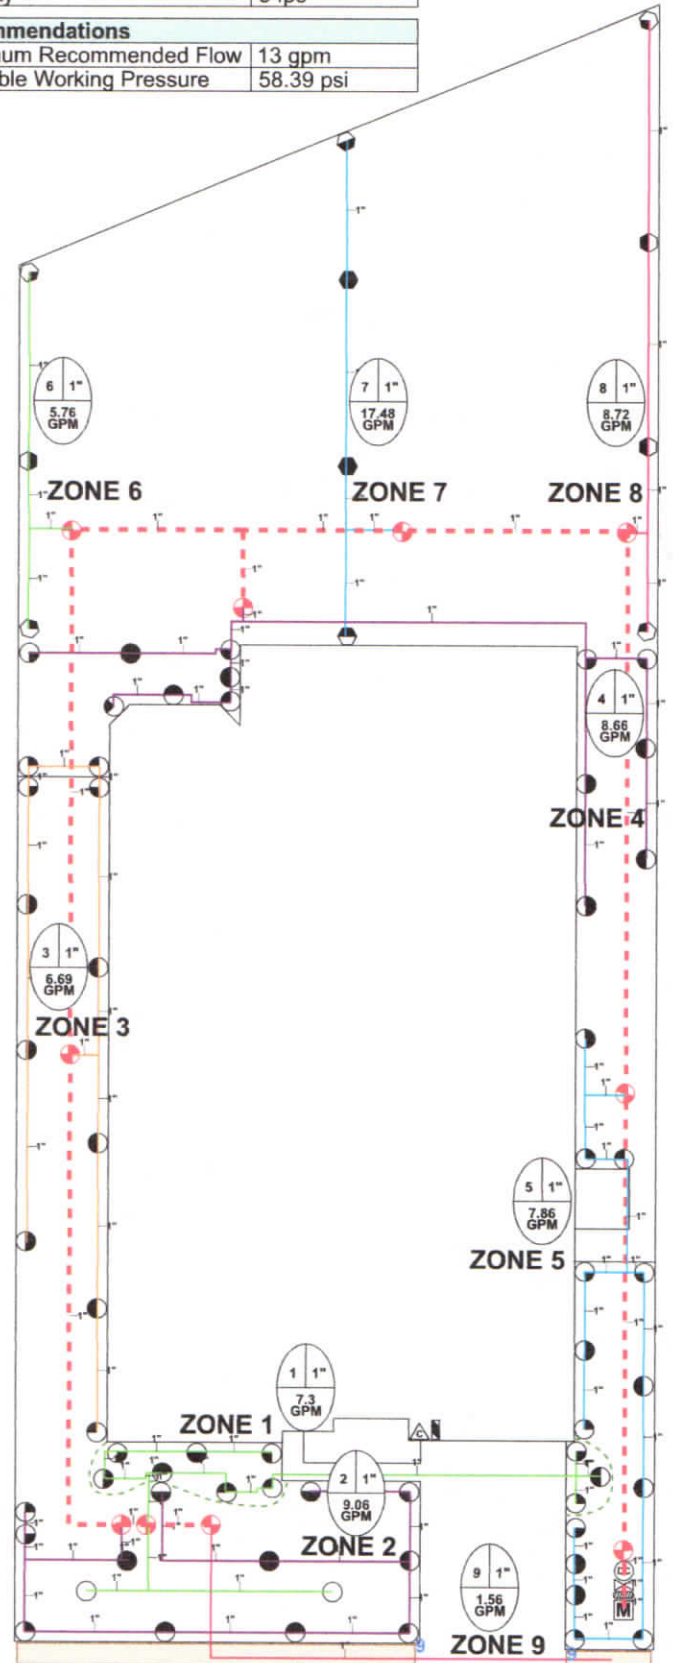 mmendations
um Recommended Flow 13 gpm
ble Working Pressure 58.39 psi
6 1"
5.76
GPM
7 1"
17.48
GPM
8 1"
8.72
GPM
ZONE 6
ZONE 7
ZONE 8
4 1"
8.66
GPM
ZONE 4
3 1"
6.69
GPM
ZONE 3
5 1"
7.86
GPM
ZONE 5
1 1"
7.3
GPM
ZONE 1
C
2 1"
9.06
GPM
ZONE 2
9 1"
1.56
GPM
ZONE 9
M
9
9